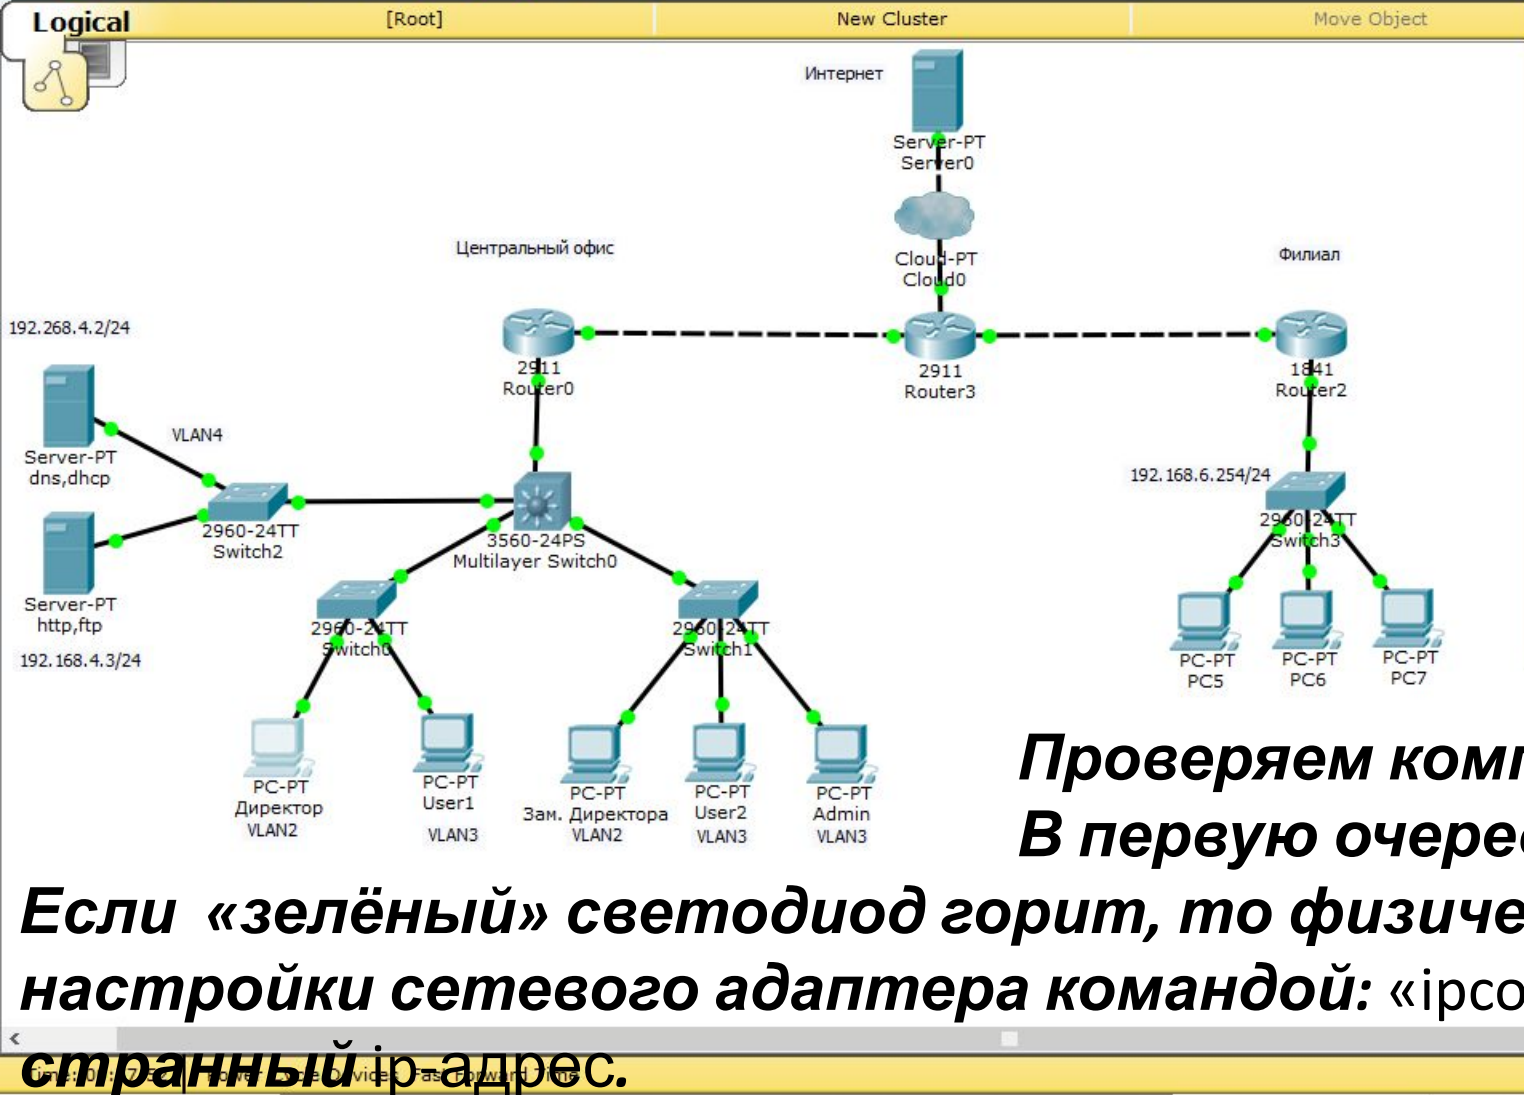 Logical [Root] New Cluster Move Object
Интернет
Server-PT
Server0
Центральный офис
Cloud-PT
Cloud0
Филиал
192.268.4.2/24
2911
Router0
2911
Router3
1841
Router2
VLAN4
Server-PT
dns,dhcp
192.168.6.254/24
2960-24TT
Switch2
3560-24PS
Multilayer Switch0
2960-24TT
Switch3
Server-PT
http,ftp
192.168.4.3/24
2960-24TT
Switch0
2960-24TT
Switch1
PC-PT
PC5
PC-PT
PC6
PC-PT
PC7
PC-PT
Директор
VLAN2
PC-PT
User1
VLAN3
PC-PT
Зам. Директора
VLAN2
PC-PT
User2
VLAN3
PC-PT
Admin
VLAN3
Проверяем комп
В первую очеред
Если «зелёный» светодиод горит, то физиче
настройки сетевого адаптера командой: «ipco
странный ip-адрес.
Fast Forward Time